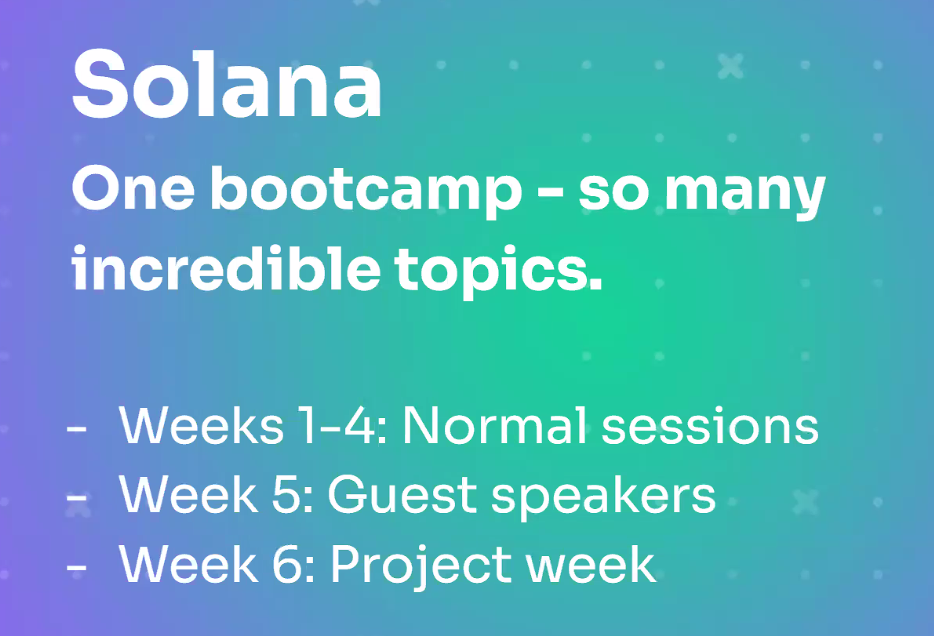 Solana
One bootcamp - so many
incredible topics.
- Weeks 1-4: Normal sessions
- Week 5: Guest speakers
- Week 6: Project week